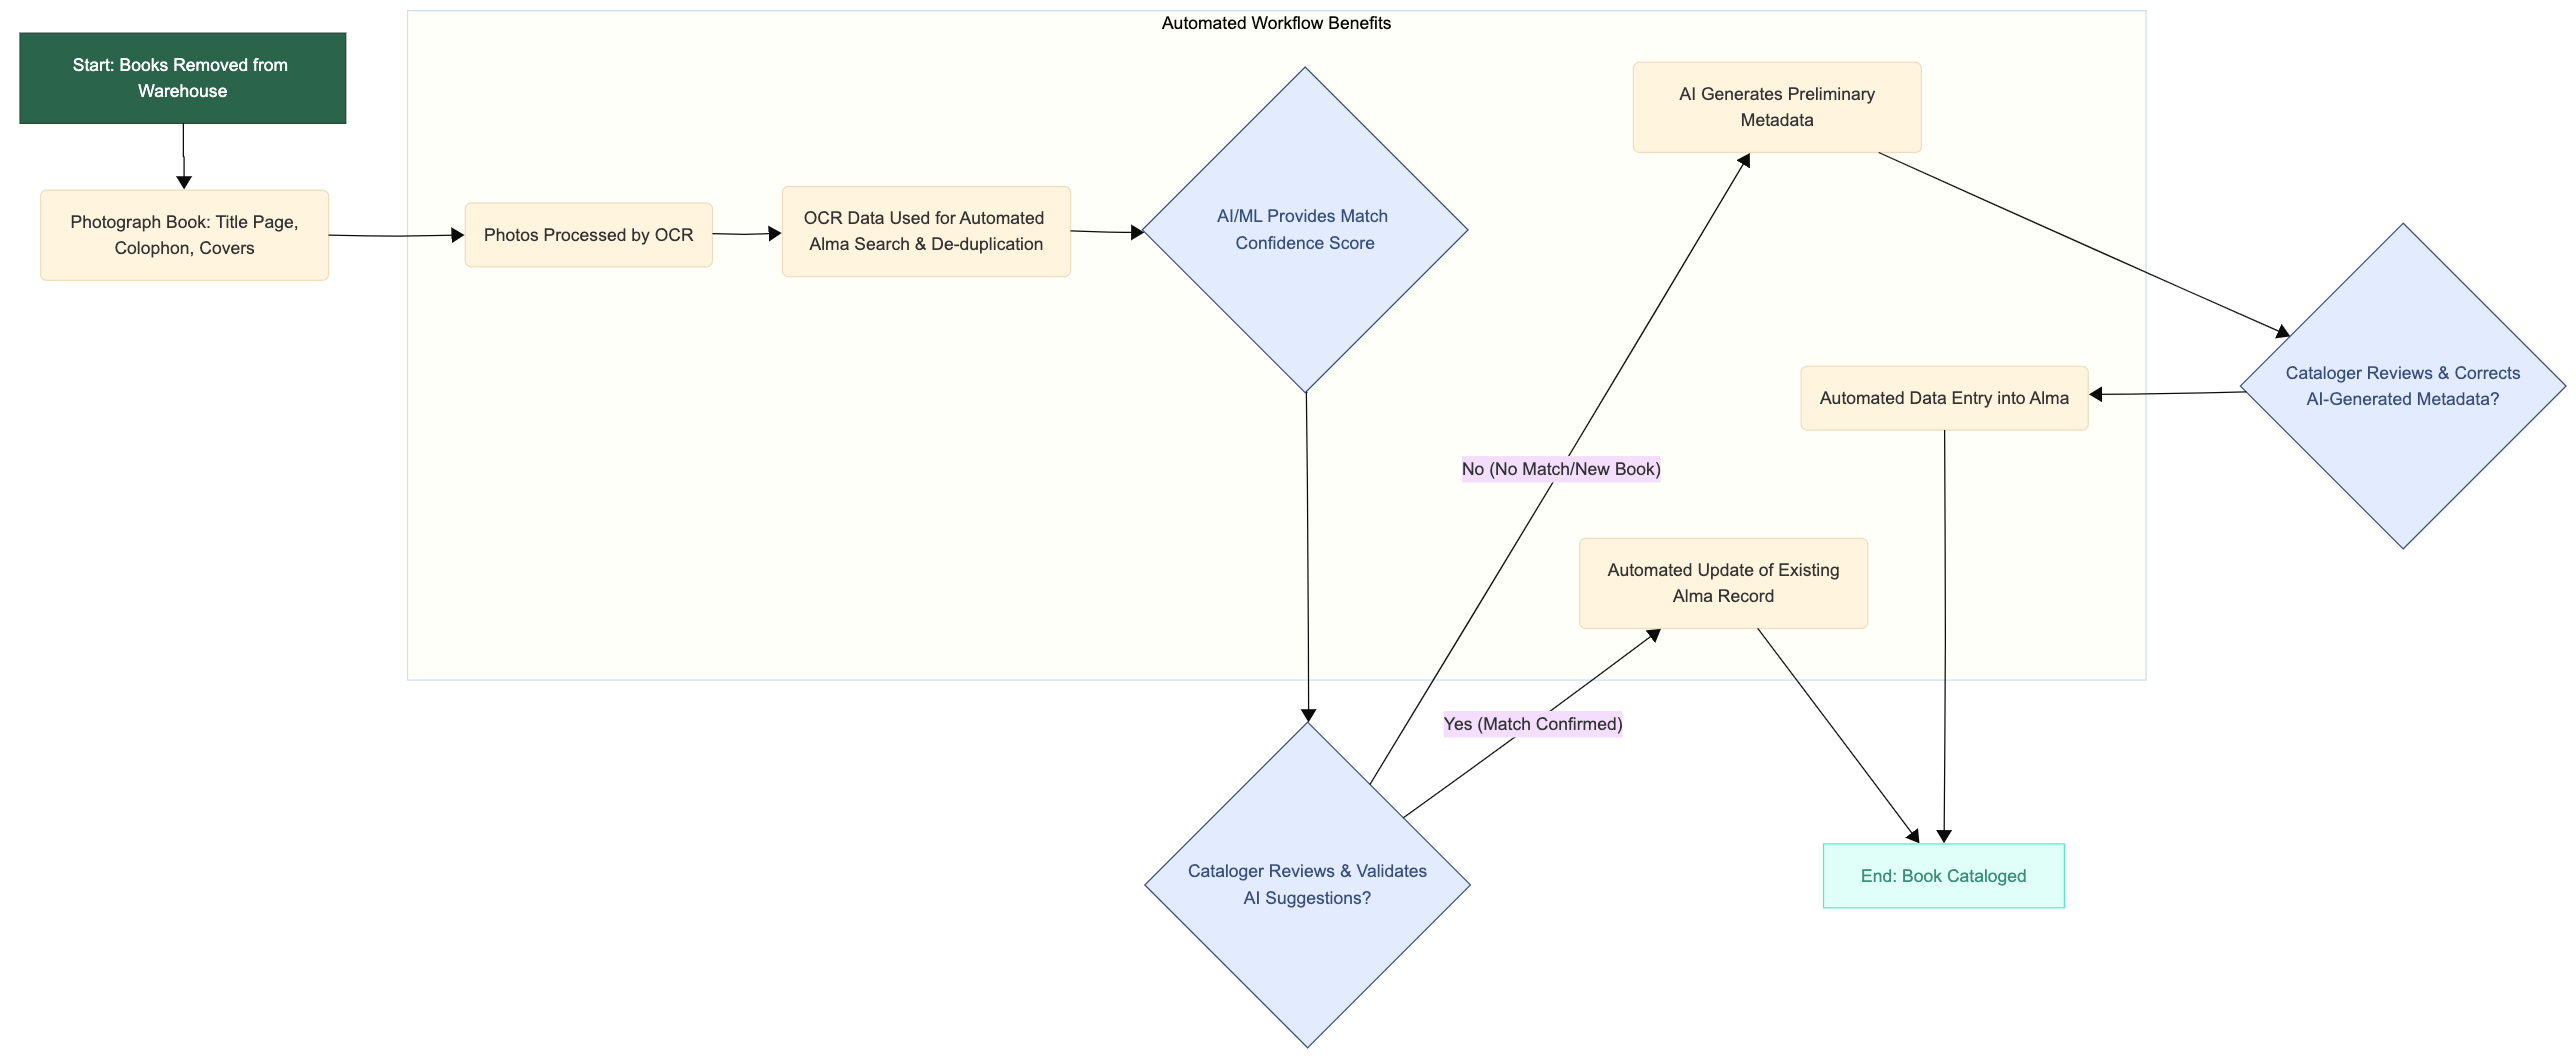 Automated Workflow Benefits
Start: Books Removed from
Warehouse
Photograph Book: Title Page,
Colophon, Covers
Photos Processed by OCR
OCR Data Used for Automated
Alma Search & De-duplication
AI/ML Provides Match
Confidence Score
Cataloger Reviews & Validates
AI Suggestions?
No (No Match/New Book)
AI Generates Preliminary
Metadata
Cataloger Reviews & Corrects
AI-Generated Metadata?
Automated Data Entry into Alma
Yes (Match Confirmed)
Automated Update of Existing
Alma Record
End: Book Cataloged